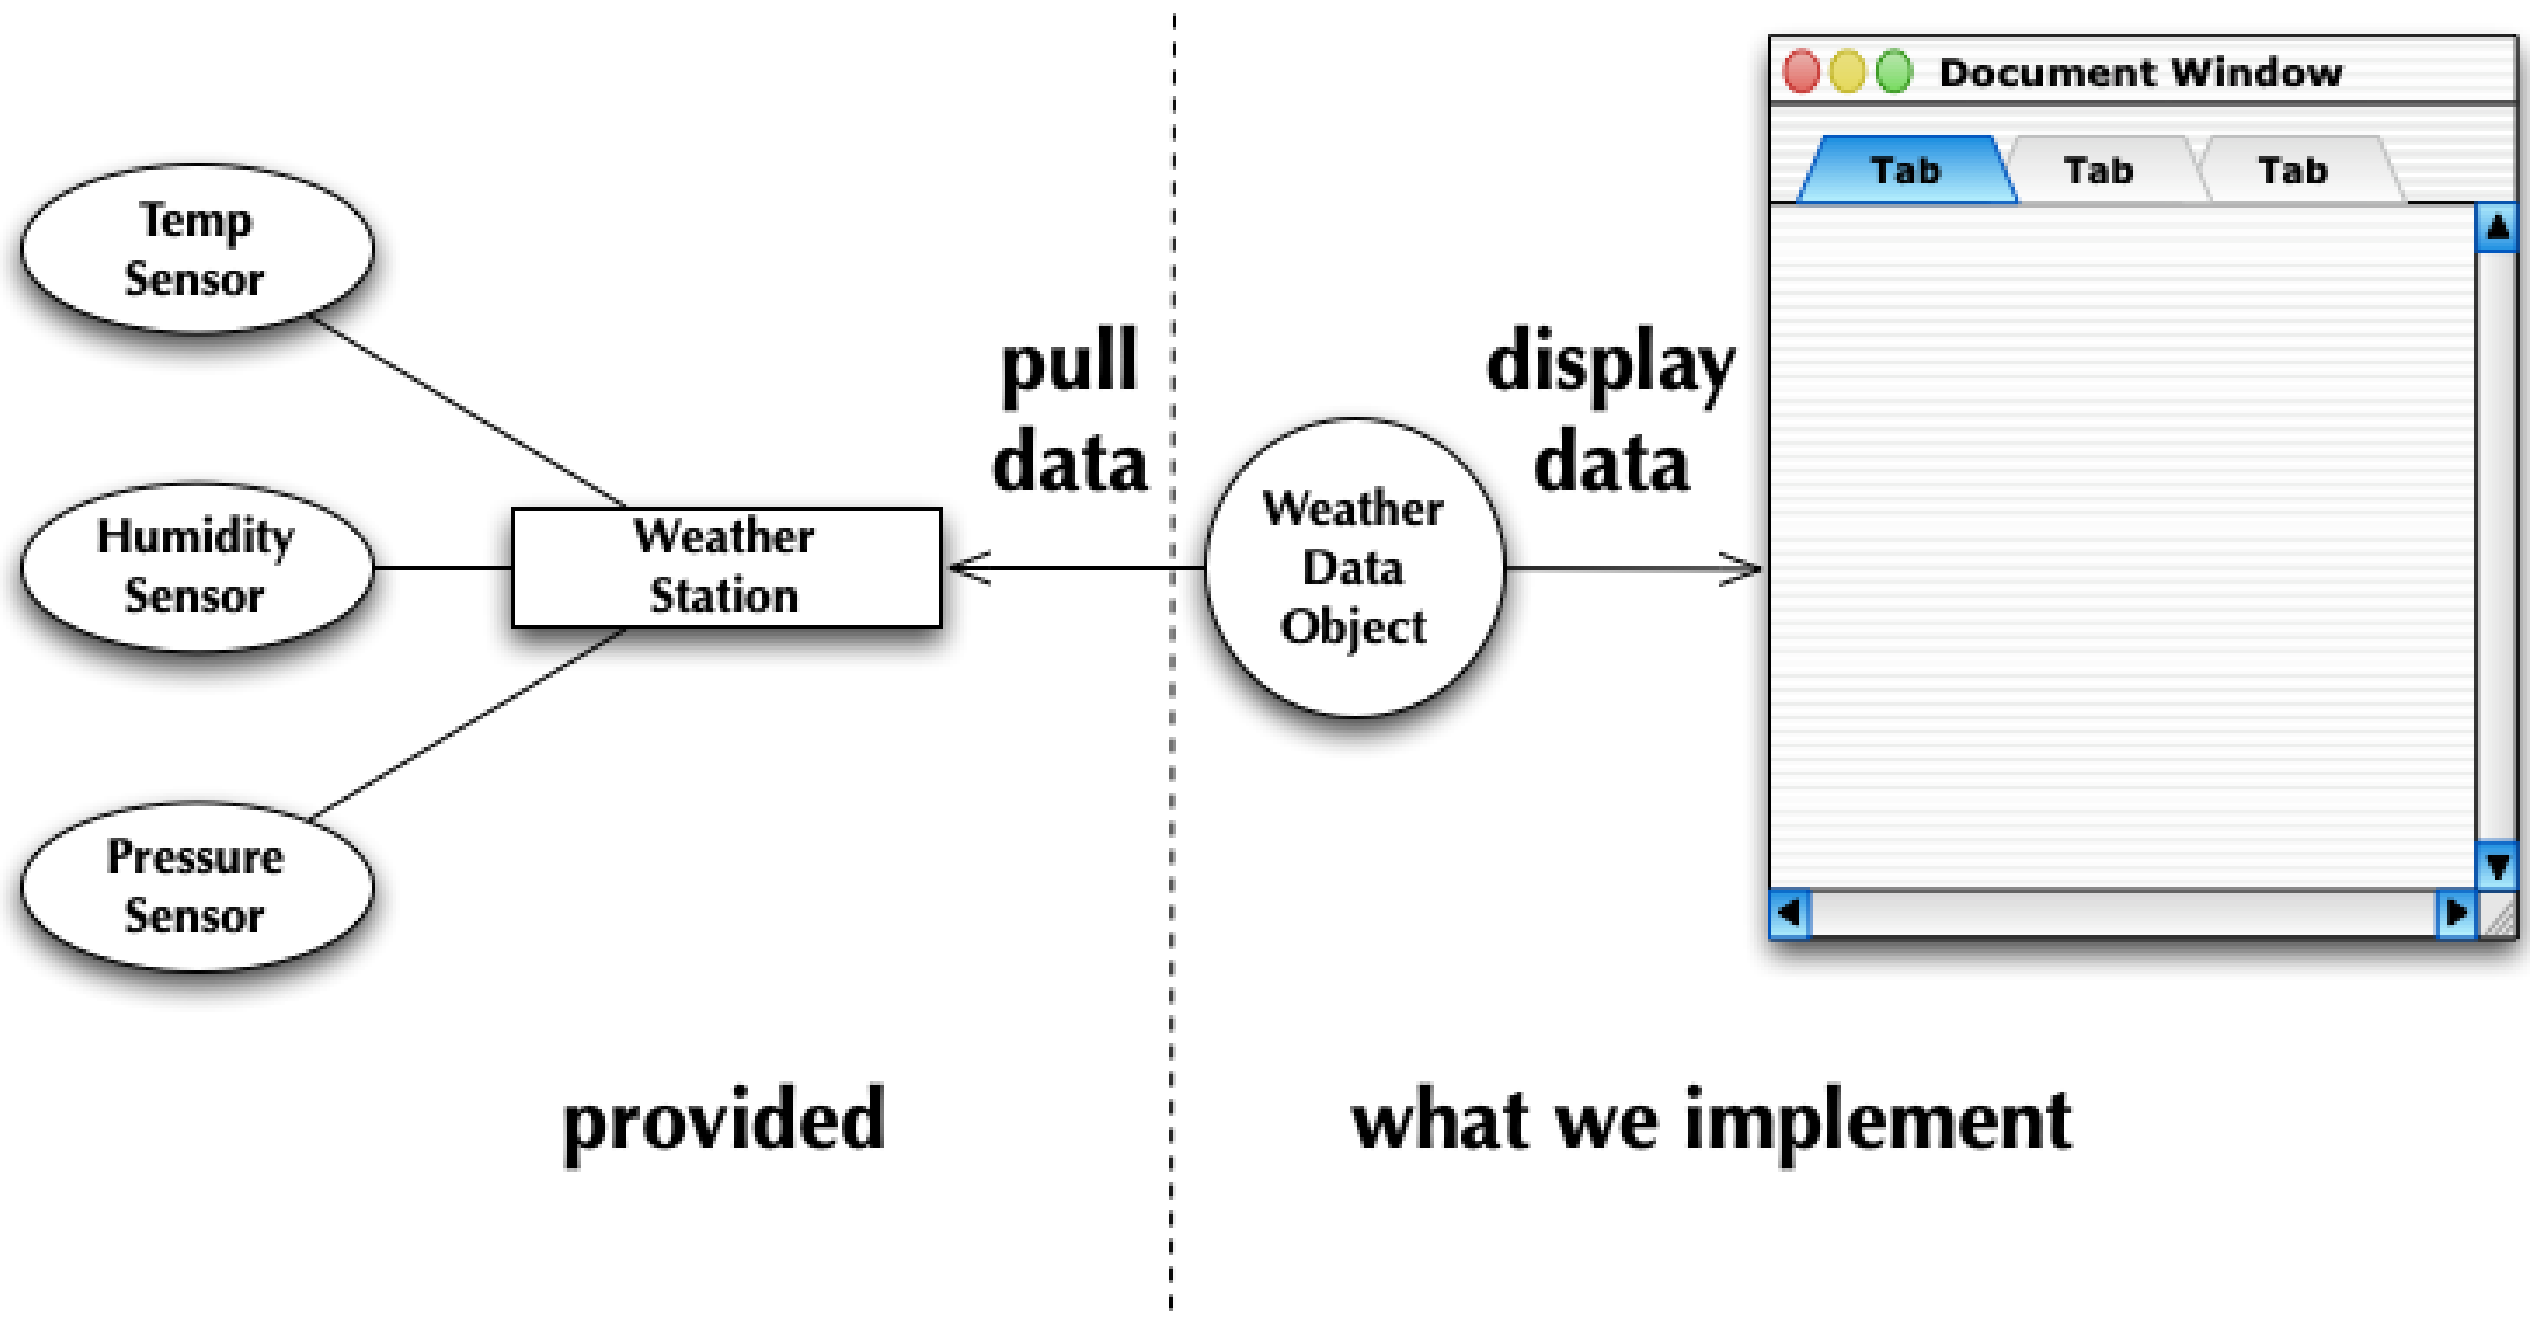 Document Window
Tab
Tab
Tab
Temp
Sensor
pull
data
display
data
Humidity
Sensor
Weather
Station
Weather
Data
Object
Pressure
Sensor
provided
what we implement